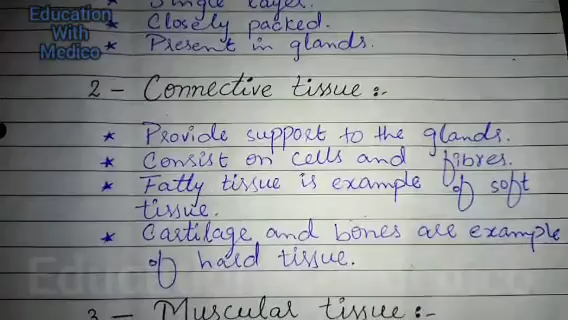 Education
With
Medico
* Single layer.
* Closely packed.
* Present in glands.
2 - Connective tissue :-
* Provide support to the glands.
* Consist on cells and fibres.
* Fatty tissue is example of soft
tissue.
* Cartilage and bones are example
of hard tissue.
3 - Muscular tissue :-